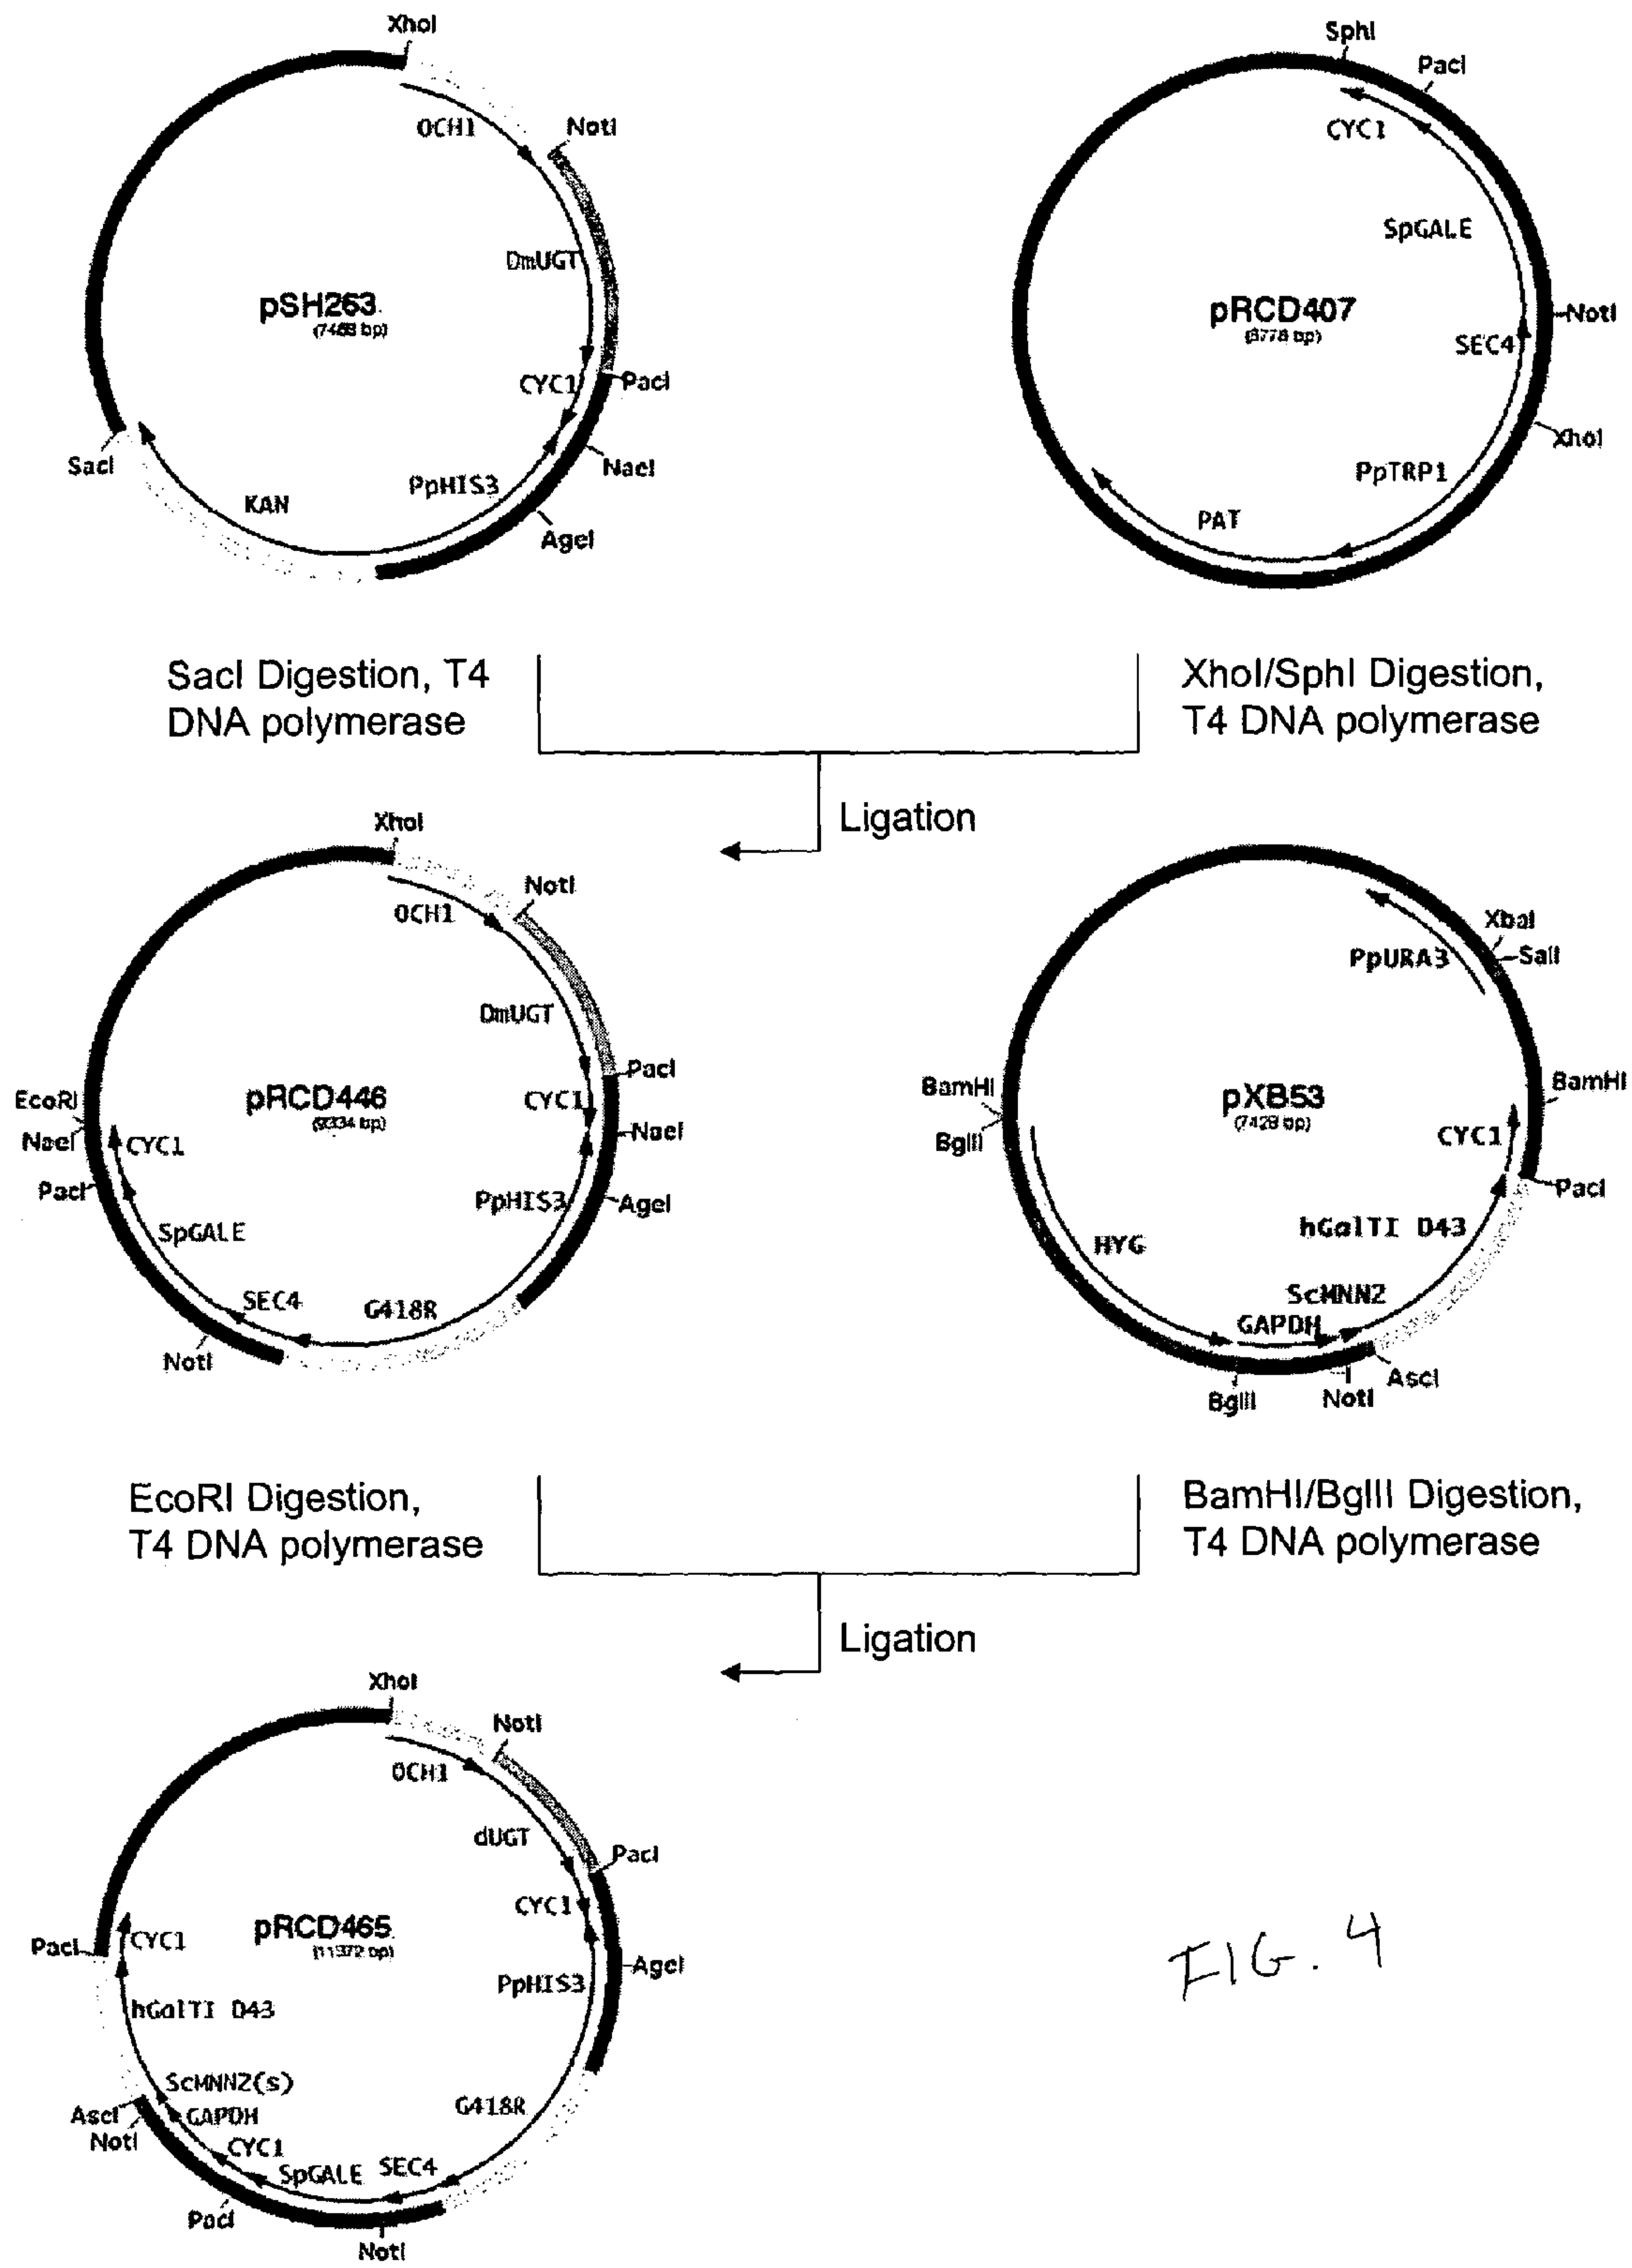 XhoI
OCH1
NotI
DmUGT
pSH263
CYC1
PacI
NaeI
PpHIS3
AgeI
KAN
SacI
SphI
PacI
CYC1
SpGALE
pRCD407
NotI
SEC4
XhoI
PpTRP1
PAT
SacI Digestion, T4
DNA polymerase
XhoI/SphI Digestion,
T4 DNA polymerase
Ligation
XhoI
NotI
OCH1
DmUGT
PacI
pRCD446
(9334 bp)
CYC1
EcoRI
NaeI
CYC1
NaeI
PacI
PpHIS3
AgeI
SpGALE
SEC4
G418R
NotI
XbaI
SalI
PpURA3
BamHI
BglII
pXB53
(7428 bp)
BamHI
CYC1
PacI
hGalTI D43
HYG
ScMNN2
GAPDH
AscI
NotI
BglII
EcoRI Digestion,
T4 DNA polymerase
BamHI/BglII Digestion,
T4 DNA polymerase
Ligation
XhoI
NotI
OCH1
dUGT
PacI
CYC1
pRCD465
(11972 bp)
PacI
CYC1
AgeI
PpHIS3
hGalTI D43
ScMNN2(s)
G418R
AscI
GAPDH
NotI
CYC1
SpGALE
SEC4
PacI
NotI
FIG. 4